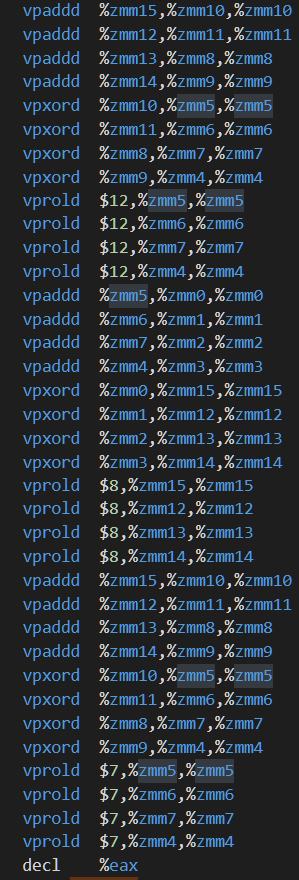 vpaddd %zmm15,%zmm10,%zmm10
vpaddd %zmm12,%zmm11,%zmm11
vpaddd %zmm13,%zmm8,%zmm8
vpaddd %zmm14,%zmm9,%zmm9
vpxord %zmm10,%zmm5,%zmm5
vpxord %zmm11,%zmm6,%zmm6
vpxord %zmm8,%zmm7,%zmm7
vpxord %zmm9,%zmm4,%zmm4
vprold $12,%zmm5,%zmm5
vprold $12,%zmm6,%zmm6
vprold $12,%zmm7,%zmm7
vprold $12,%zmm4,%zmm4
vpaddd %zmm5,%zmm0,%zmm0
vpaddd %zmm6,%zmm1,%zmm1
vpaddd %zmm7,%zmm2,%zmm2
vpaddd %zmm4,%zmm3,%zmm3
vpxord %zmm0,%zmm15,%zmm15
vpxord %zmm1,%zmm12,%zmm12
vpxord %zmm2,%zmm13,%zmm13
vpxord %zmm3,%zmm14,%zmm14
vprold $8,%zmm15,%zmm15
vprold $8,%zmm12,%zmm12
vprold $8,%zmm13,%zmm13
vprold $8,%zmm14,%zmm14
vpaddd %zmm15,%zmm10,%zmm10
vpaddd %zmm12,%zmm11,%zmm11
vpaddd %zmm13,%zmm8,%zmm8
vpaddd %zmm14,%zmm9,%zmm9
vpxord %zmm10,%zmm5,%zmm5
vpxord %zmm11,%zmm6,%zmm6
vpxord %zmm8,%zmm7,%zmm7
vpxord %zmm9,%zmm4,%zmm4
vprold $7,%zmm5,%zmm5
vprold $7,%zmm6,%zmm6
vprold $7,%zmm7,%zmm7
vprold $7,%zmm4,%zmm4
decl %eax